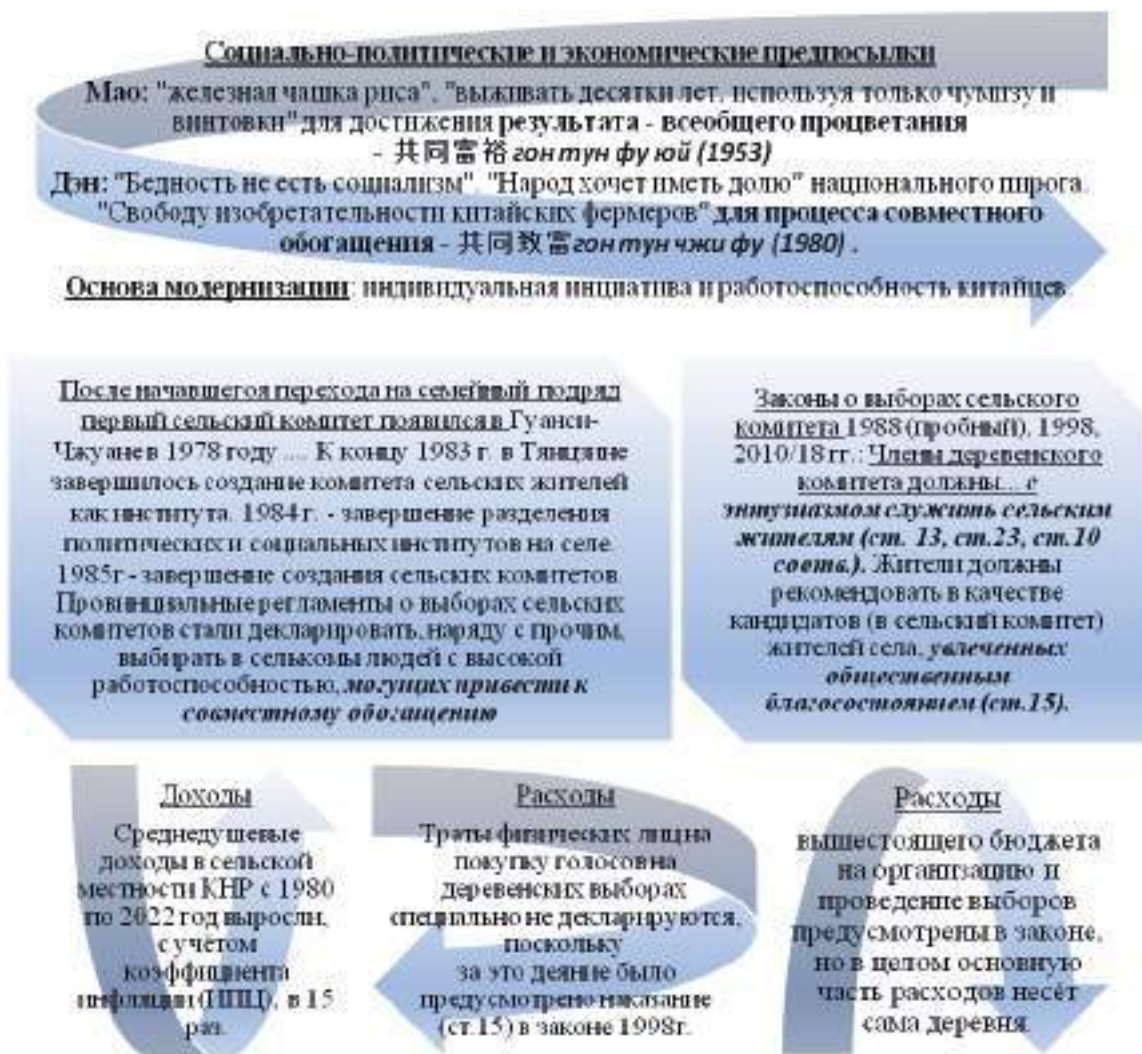 Социально-политические и экономические предпосылки
Мао: "железная чашка риса", "выживать десятки лет, используя только чумизу и
винтовки" для достижения результата - всеобщего процветания
- 共同富裕 гон тун фу юй (1953)
Дэн: "Бедность не есть социализм". "Народ хочет иметь долю" национального пирога.
"Свободу изобретательности китайских фермеров" для процесса совместного
обогащения - 共同致富 гон тун чжи фу (1980) .
Основа модернизации: индивидуальная инициатива и работоспособность китайцев
После начавшегоя перехода на семейный подряд
первый сельский комитет появился в Гуанси-
Чжуане в 1978 году .... К концу 1983 г. в Тянцзяне
завершилось создание комитета сельских жителей
как института. 1984 г. - завершение разделения
политических и социальных институтов на селе.
1985г - завершение создания сельских комитетов.
Провинциальные регламенты о выборах сельских
комитетов стали декларировать, наряду с прочим,
выбирать в селькомы людей с высокой
работоспособностью, могущих привести к
совместному обогащению
Законы о выборах сельского
комитета 1988 (пробный), 1998,
2010/18 гг.: Члены деревенского
комитета должны... с
энтузиазмом служить сельским
жителям (ст. 13, ст.23, ст.10
соотв.). Жители должны
рекомендовать в качестве
кандидатов (в сельский комитет)
жителей села, увлеченных
общественным
благосостоянием (ст.15).
Доходы
Среднедушевые
доходы в сельской
местности КНР с 1980
по 2022 год выросли,
с учётом
коэффициента
инфляции (ИПЦ), в 15
раз.
Расходы
Траты физических лиц на
покупку голосов на
деревенских выборах
специально не декларируются,
поскольку
за это деяние было
предусмотрено наказание
(ст.15) в законе 1998г.
Расходы
вышестоящего бюджета
на организацию и
проведение выборов
предусмотрены в законе,
но в целом основную
часть расходов несёт
сама деревня.